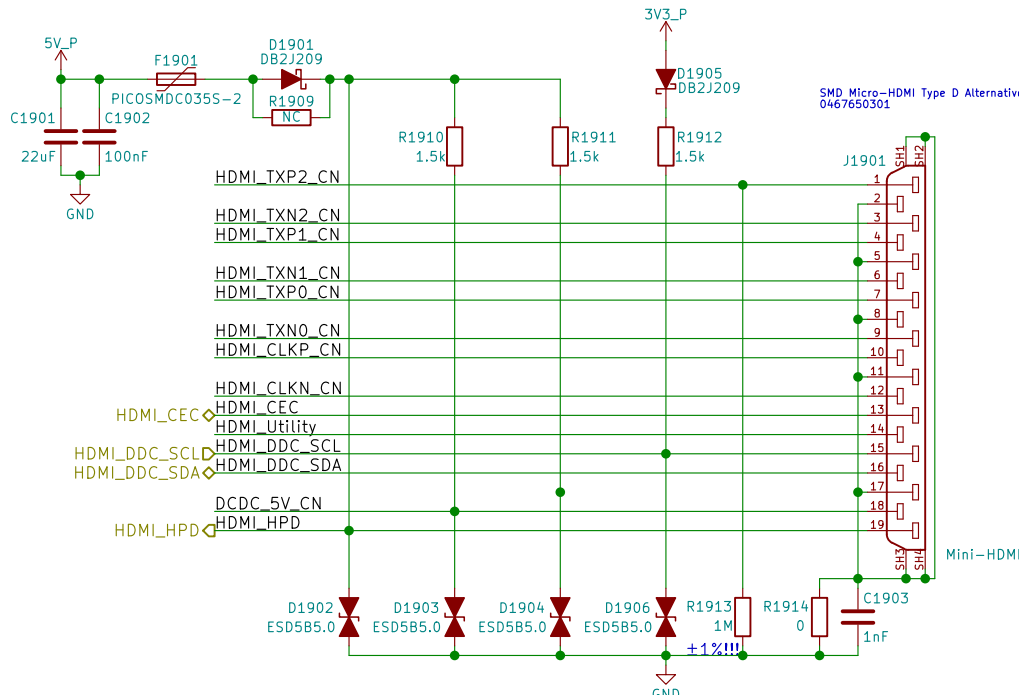 3V3_P
5V_P
D1901
DB2J209
F1901
PICOSMDC035S-2
R1909
NC
D1905
DB2J209
SMD Micro-HDMI Type D Alternativ
0467650301
C1901
22uF
C1902
100nF
GND
R1910
1.5k
R1911
1.5k
R1912
1.5k
J1901
SH1
SH2
HDMI_TXP2_CN
1
2
HDMI_TXN2_CN
3
HDMI_TXP1_CN
4
5
HDMI_TXN1_CN
6
HDMI_TXP0_CN
7
8
HDMI_TXN0_CN
9
HDMI_CLKP_CN
10
11
HDMI_CLKN_CN
12
HDMI_CEC
HDMI_CEC
13
HDMI_Utility
14
HDMI_DDC_SCL
HDMI_DDC_SCL
15
HDMI_DDC_SDA
HDMI_DDC_SDA
16
17
DCDC_5V_CN
18
HDMI_HPD
HDMI_HPD
19
SH3
SH4
Mini-HDMI
D1902
ESD5B5.0
D1903
ESD5B5.0
D1904
ESD5B5.0
D1906
ESD5B5.0
R1913
1M
±1%!!!
R1914
0
C1903
1nF
GND